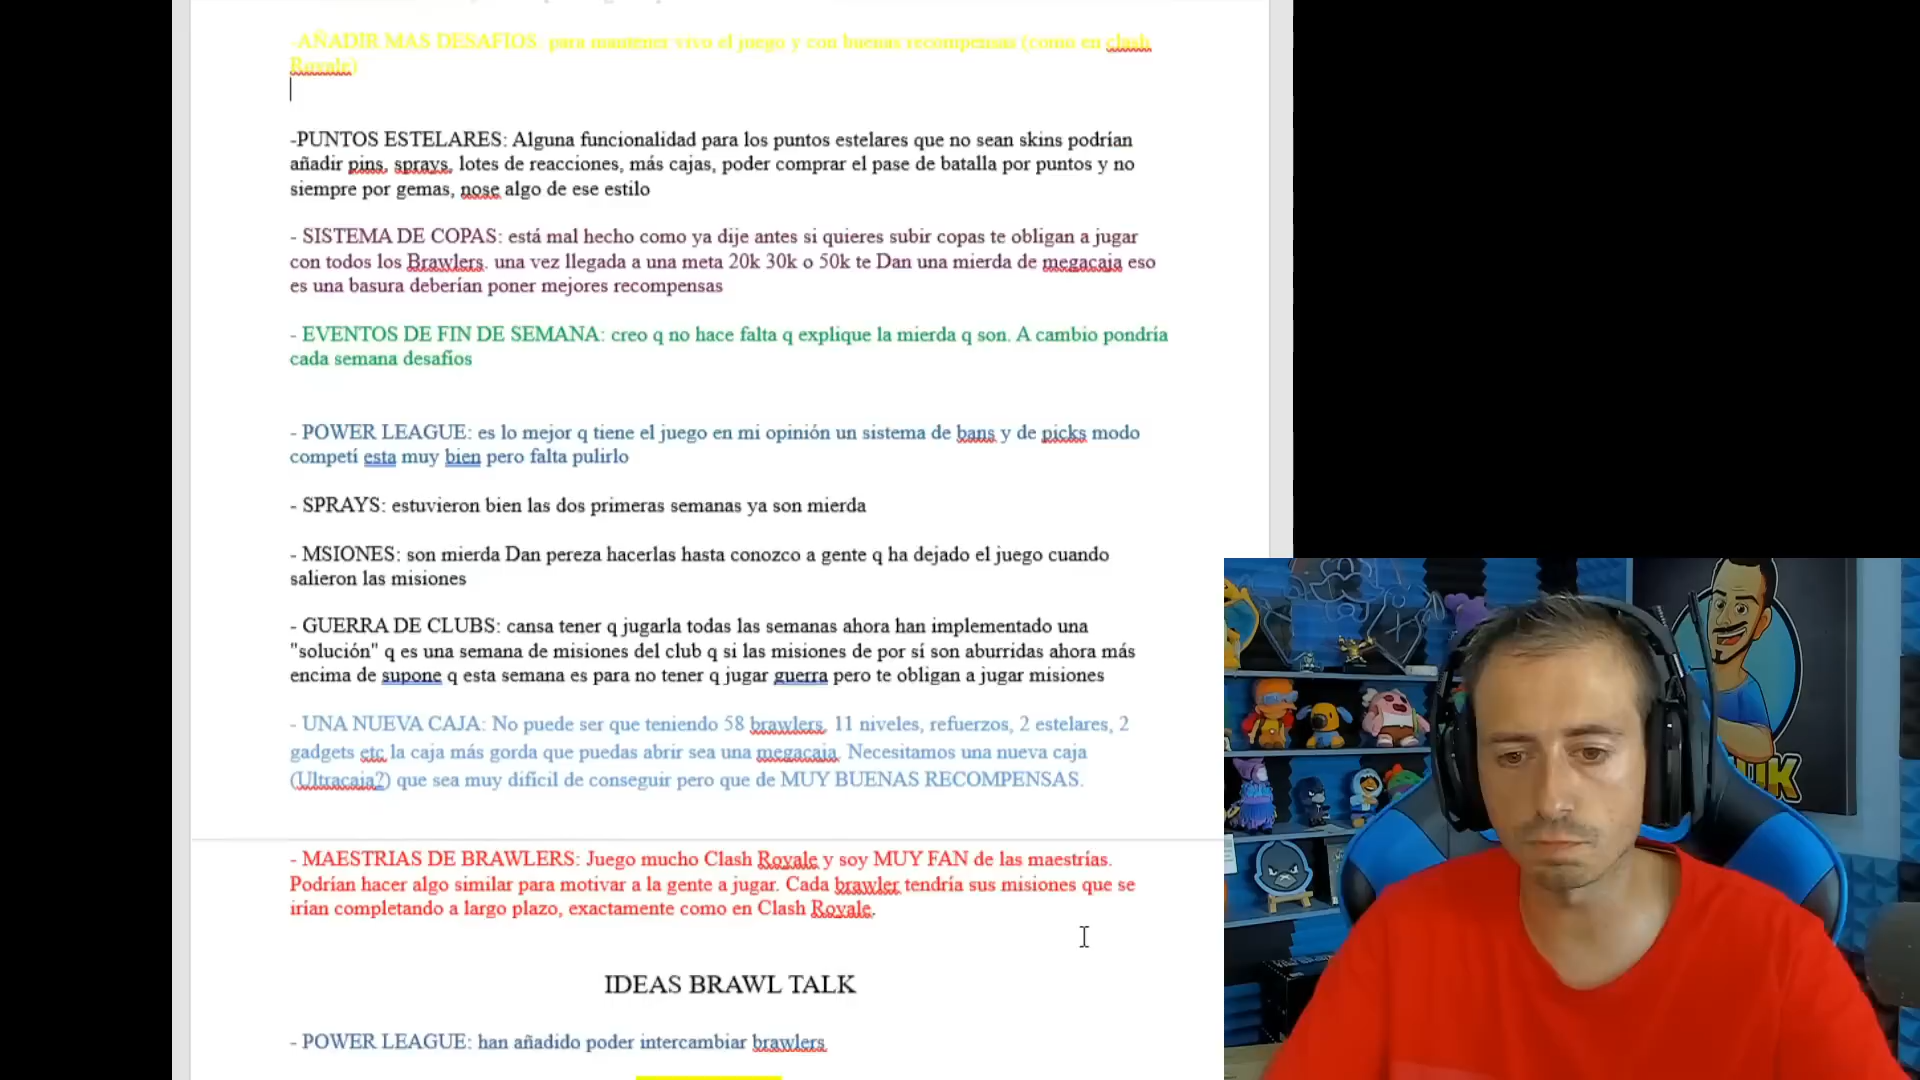 -AÑADIR MAS DESAFIOS: para mantener vivo el juego y con buenas recompensas (como en clash
Royale)
-PUNTOS ESTELARES: Alguna funcionalidad para los puntos estelares que no sean skins podrían
añadir pins, sprays, lotes de reacciones, más cajas, poder comprar el pase de batalla por puntos y no
siempre por gemas, nose algo de ese estilo
- SISTEMA DE COPAS: está mal hecho como ya dije antes si quieres subir copas te obligan a jugar
con todos los Brawlers. una vez llegada a una meta 20k 30k o 50k te Dan una mierda de megacaja eso
es una basura deberían poner mejores recompensas
- EVENTOS DE FIN DE SEMANA: creo q no hace falta q explique la mierda q son. A cambio pondría
cada semana desafíos
- POWER LEAGUE: es lo mejor q tiene el juego en mi opinión un sistema de bans y de picks modo
competí esta muy bien pero falta pulirlo
- SPRAYS: estuvieron bien las dos primeras semanas ya son mierda
- MSIONES: son mierda Dan pereza hacerlas hasta conozco a gente q ha dejado el juego cuando
salieron las misiones
- GUERRA DE CLUBS: cansa tener q jugarla todas las semanas ahora han implementado una
"solución" q es una semana de misiones del club q si las misiones de por sí son aburridas ahora más
encima de supone q esta semana es para no tener q jugar guerra pero te obligan a jugar misiones
- UNA NUEVA CAJA: No puede ser que teniendo 58 brawlers, 11 niveles, refuerzos, 2 estelares, 2
gadgets etc la caja más gorda que puedas abrir sea una megacaja. Necesitamos una nueva caja
(Ultracaja?) que sea muy difícil de conseguir pero que de MUY BUENAS RECOMPENSAS.
- MAESTRIAS DE BRAWLERS: Juego mucho Clash Royale y soy MUY FAN de las maestrías.
Podrían hacer algo similar para motivar a la gente a jugar. Cada brawler tendría sus misiones que se
irían completando a largo plazo, exactamente como en Clash Royale.
IDEAS BRAWL TALK
- POWER LEAGUE: han añadido poder intercambiar brawlers